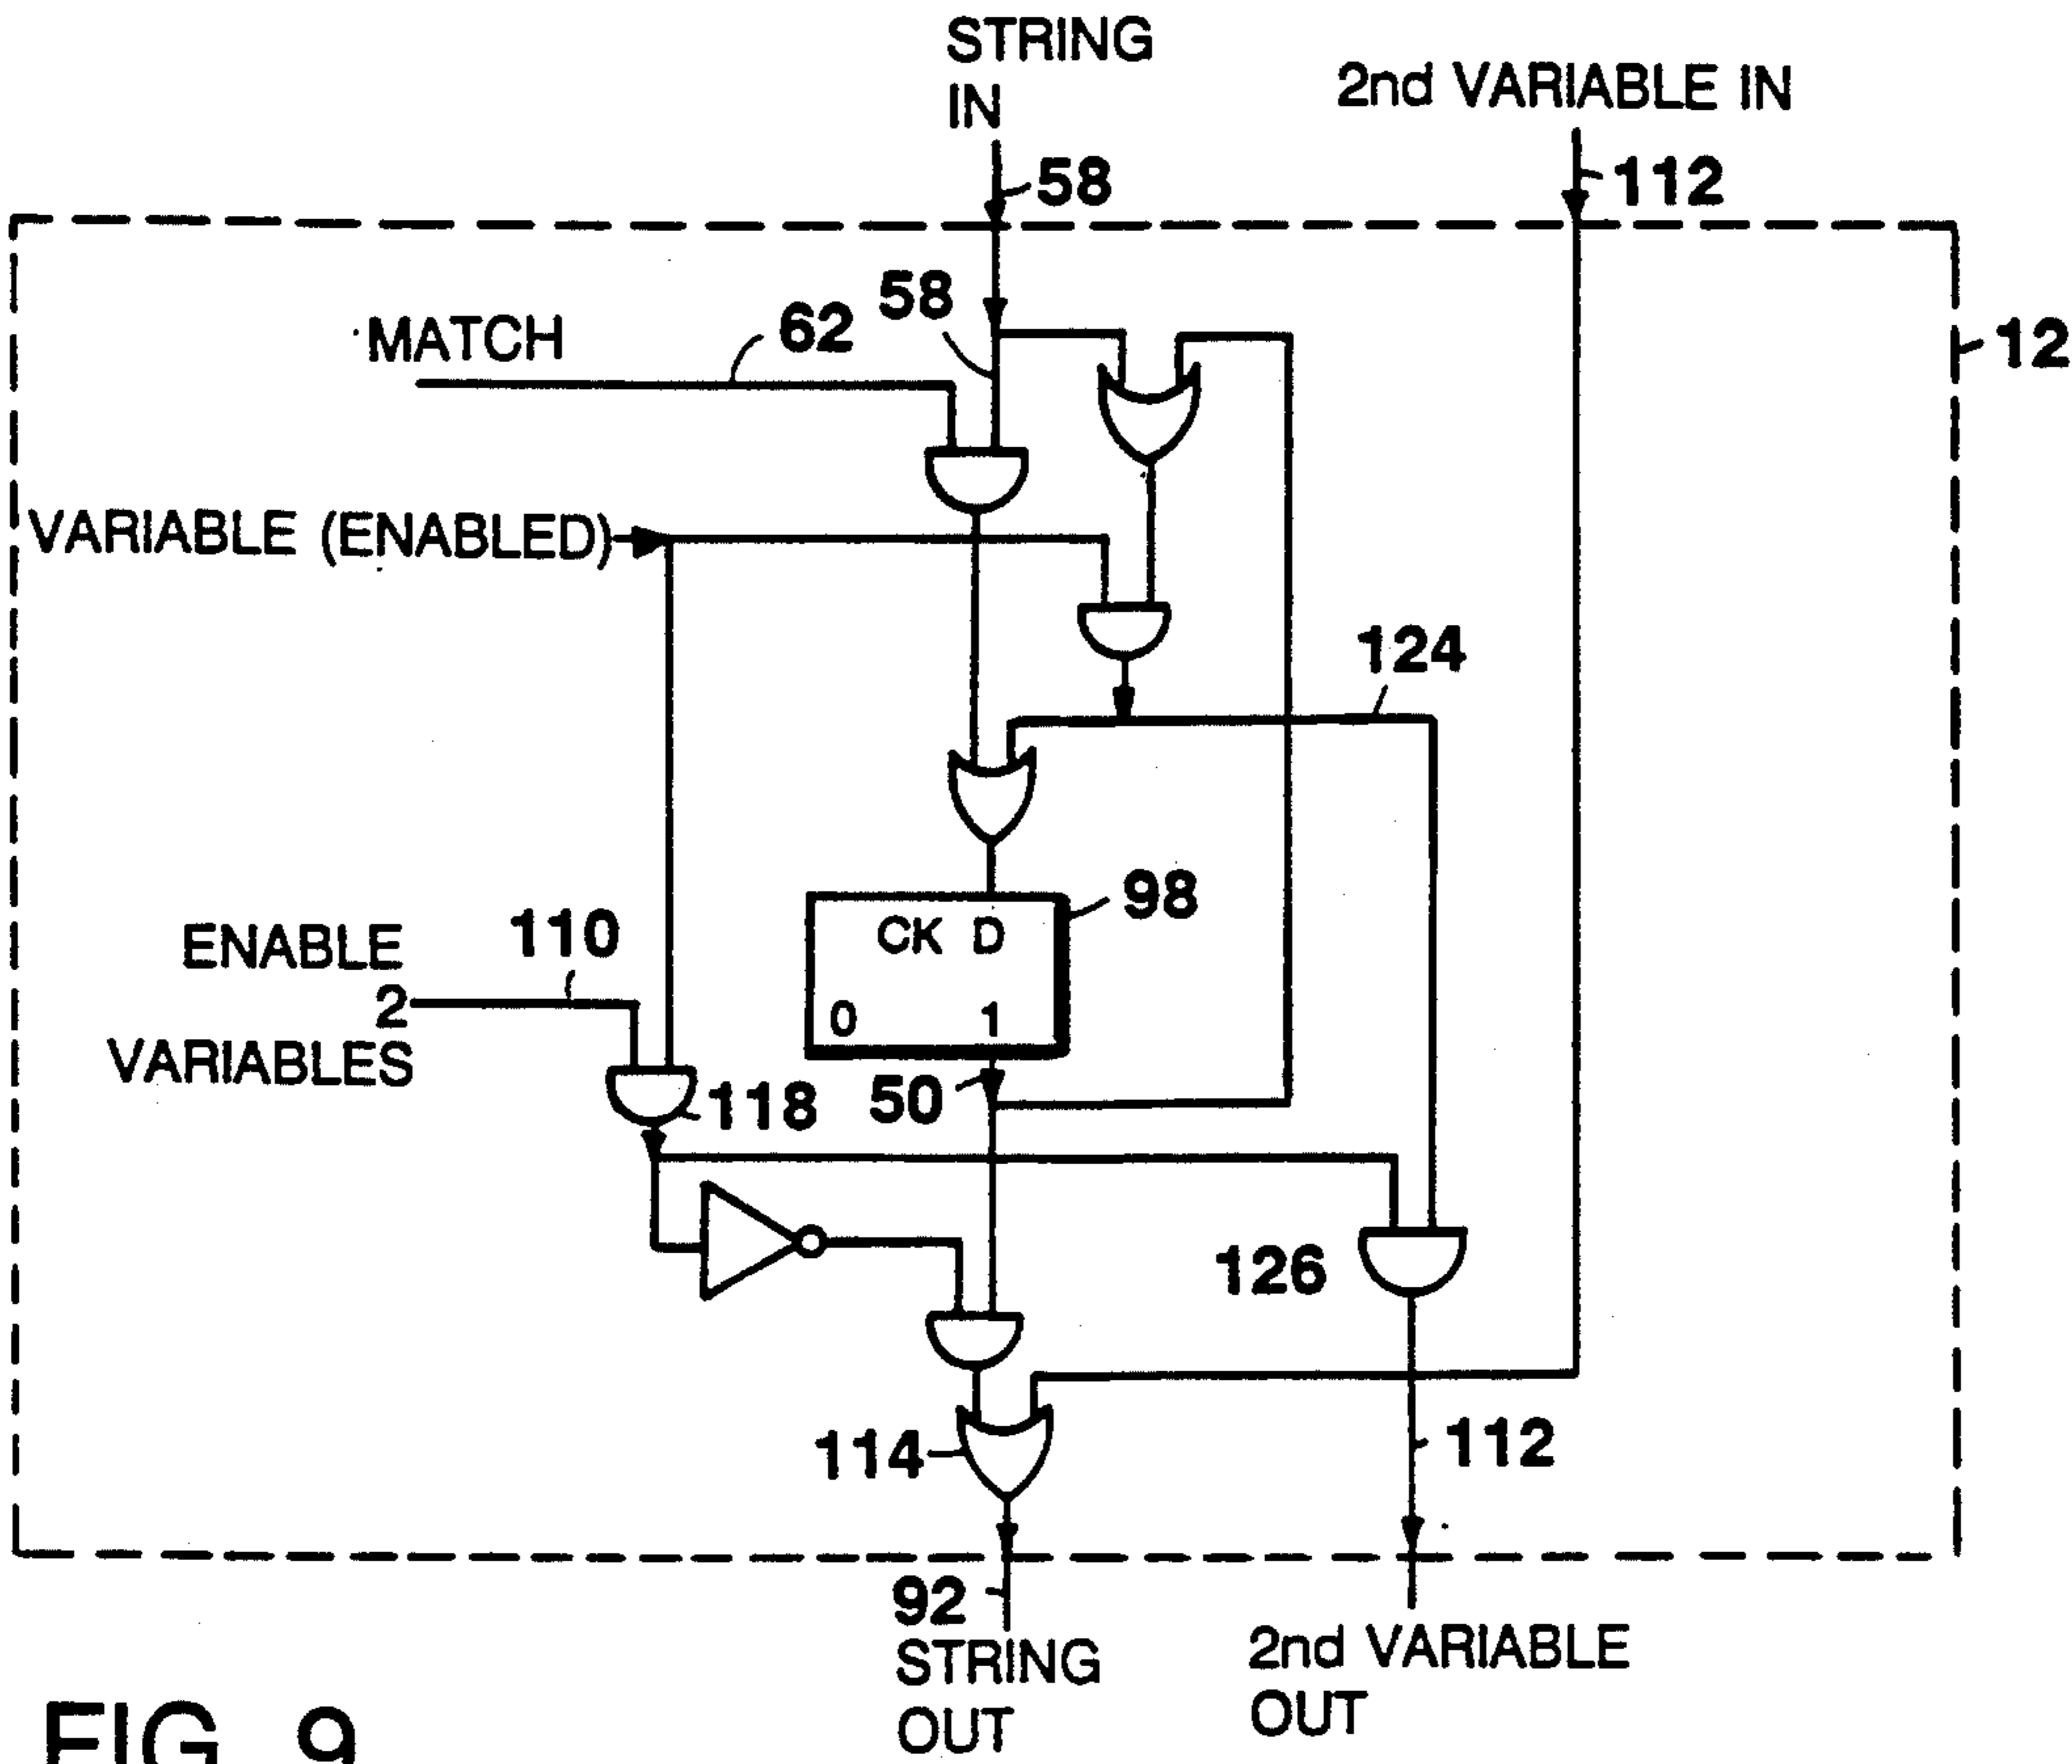 STRING
IN
2nd VARIABLE IN
58
112
58
MATCH
62
12
VARIABLE (ENABLED)
124
98
CK D
0 1
ENABLE
2
VARIABLES
110
50
118
126
114
112
92
STRING
OUT
2nd VARIABLE
OUT
FIG. 9